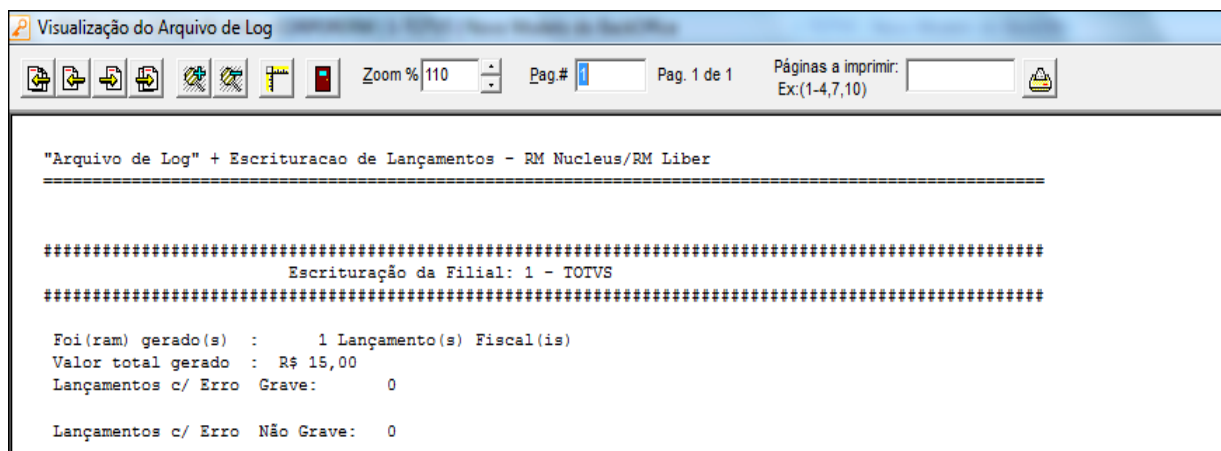 Visualização do Arquivo de Log
Zoom % 110 Pag.# 1 Pag. 1 de 1 Páginas a imprimir:
Ex:(1-4,7,10)
"Arquivo de Log" + Escrituracao de Lançamentos - RM Nucleus/RM Liber
=====================================================================================================
#####################################################################################################
Escrituração da Filial: 1 - TOTVS
#####################################################################################################
Foi(ram) gerado(s) : 1 Lançamento(s) Fiscal(is)
Valor total gerado : R$ 15,00
Lançamentos c/ Erro Grave: 0
Lançamentos c/ Erro Não Grave: 0